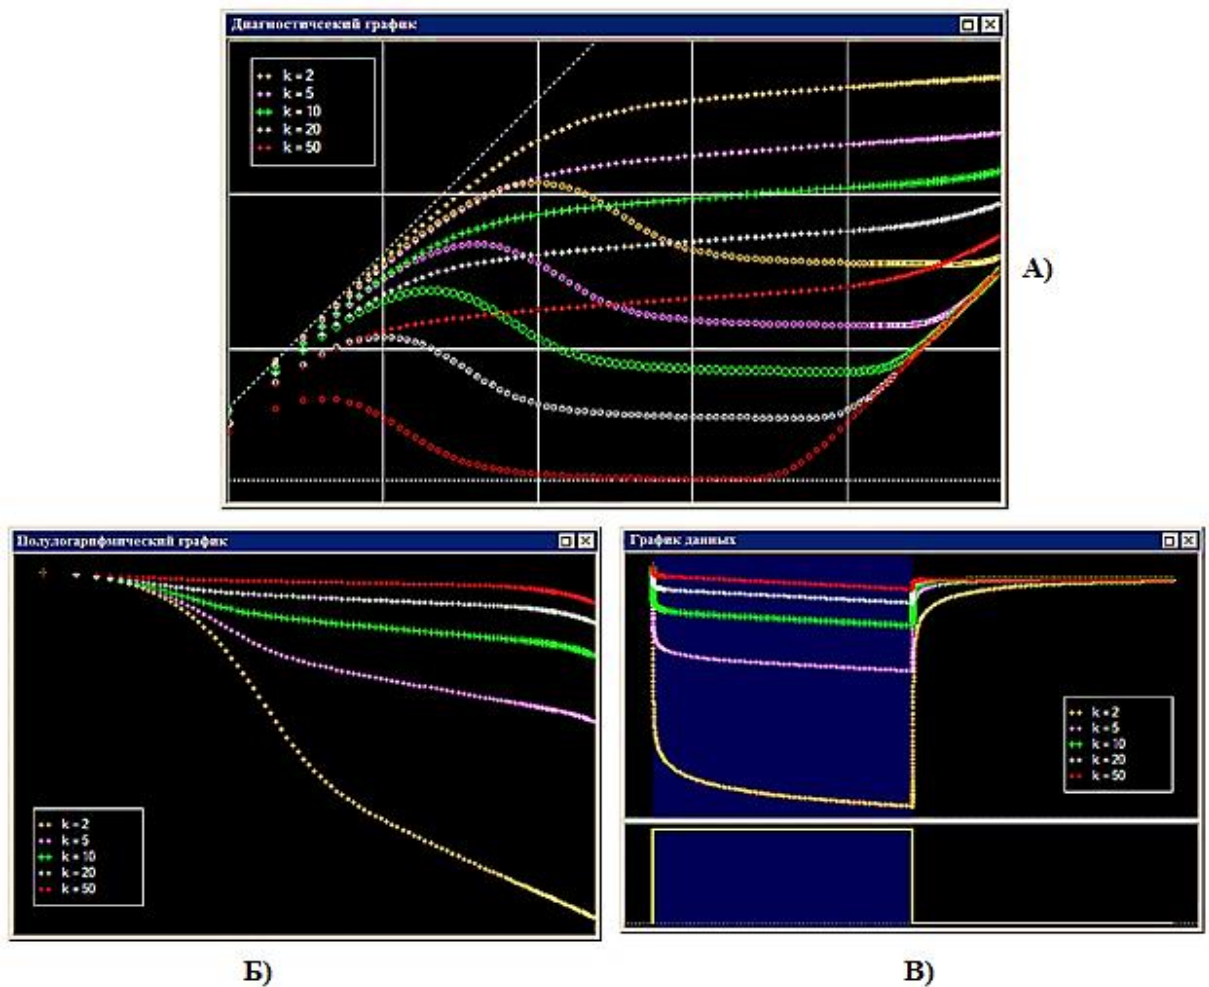 Диагностичсекий график
k = 2
k = 5
k = 10
k = 20
k = 50
А)
Полулогарифмический график
k = 2
k = 5
k = 10
k = 20
k = 50
Б)
График данных
k = 2
k = 5
k = 10
k = 20
k = 50
В)